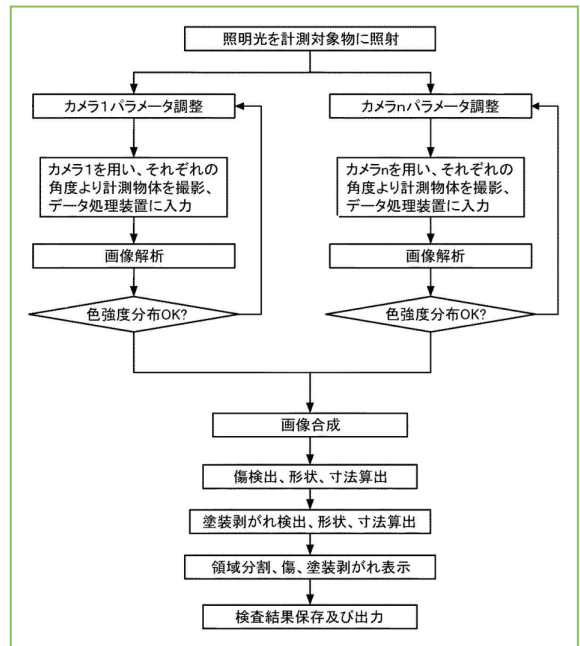 照明光を計測対象物に照射
カメラ1パラメータ調整
カメラ1を用い、それぞれの
角度より計測物体を撮影、
データ処理装置に入力
画像解析
色強度分布OK?
カメラnパラメータ調整
カメラnを用い、それぞれの
角度より計測物体を撮影、
データ処理装置に入力
画像解析
色強度分布OK?
画像合成
傷検出、形状、寸法算出
塗装剥がれ検出、形状、寸法算出
領域分割、傷、塗装剥がれ表示
検査結果保存及び出力